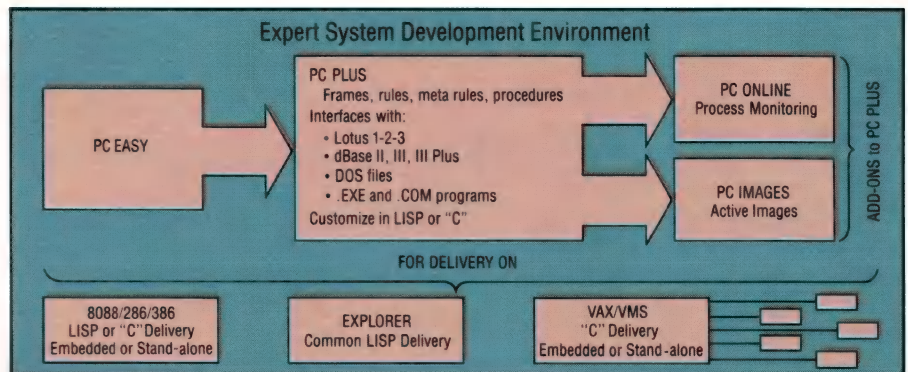 Expert System Development Environment
PC EASY
PC PLUS
Frames, rules, meta rules, procedures
Interfaces with:
• Lotus 1-2-3
• dBase II, III, III Plus
• DOS files
• .EXE and .COM programs
Customize in LISP or "C"
PC ONLINE
Process Monitoring
PC IMAGES
Active Images
ADD-ONS to PC PLUS
FOR DELIVERY ON
8088/286/386
LISP or "C" Delivery
Embedded or Stand-alone
EXPLORER
Common LISP Delivery
VAX/VMS
"C" Delivery
Embedded or Stand-alone